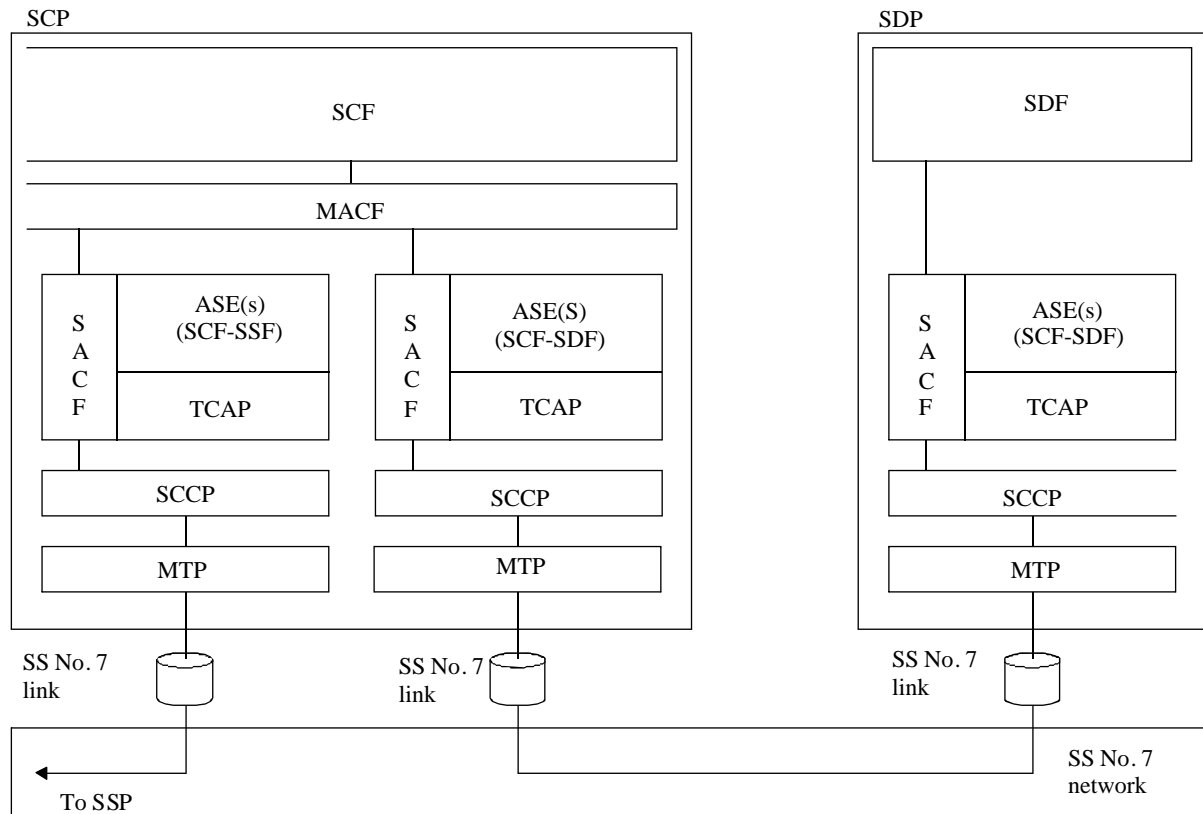 SCP
SDP
SCF
SDF
MACF
S
A
C
F
ASE(s)
(SCF-SSF)
TCAP
S
A
C
F
ASE(S)
(SCF-SDF)
TCAP
S
A
C
F
ASE(s)
(SCF-SDF)
TCAP
SCCP
SCCP
SCCP
MTP
MTP
MTP
SS No. 7
link
SS No. 7
link
SS No. 7
link
To SSP
SS No. 7
network